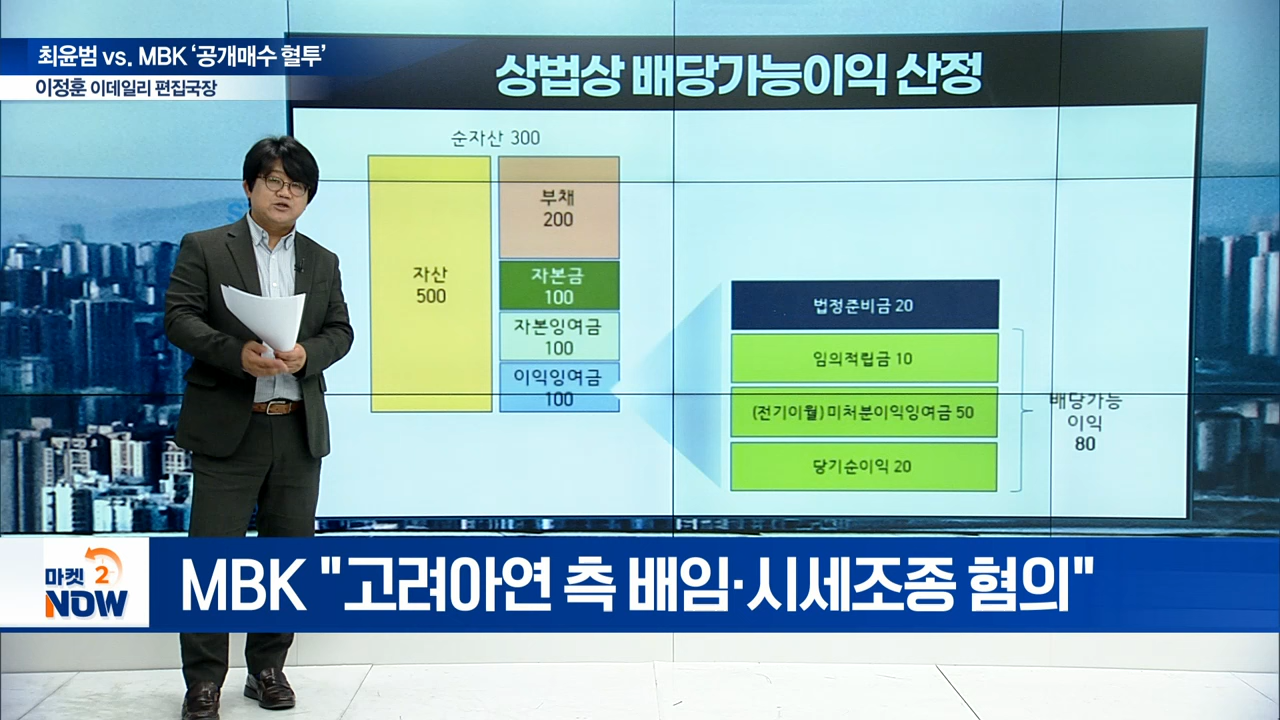 최윤범 vs. MBK ‘공개매수 혈투’
이정훈 이데일리 편집국장
상법상 배당가능이익 산정
순자산 300
자산
500
부채
200
자본금
100
자본잉여금
100
이익잉여금
100
법정준비금 20
임의적립금 10
(전기이월)미처분이익잉여금 50
당기순이익 20
배당가능
이익
80
마켓 2
NOW
MBK "고려아연 측 배임·시세조종 혐의"